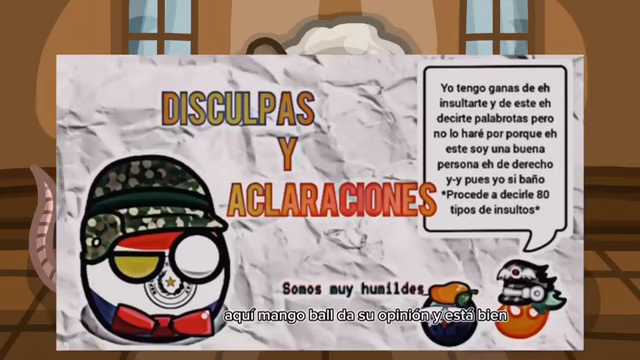 DISCULPAS
Y
ACLARACIONES
Yo tengo ganas de eh
insultarte y de este eh
decirte palabrotas pero
no lo haré por porque eh
este soy una buena
persona eh de derecho
y-y pues yo si baño
*Procede a decirle 80
tipos de insultos*
Somos muy humildes
aquí mango ball da su opinión y está bien